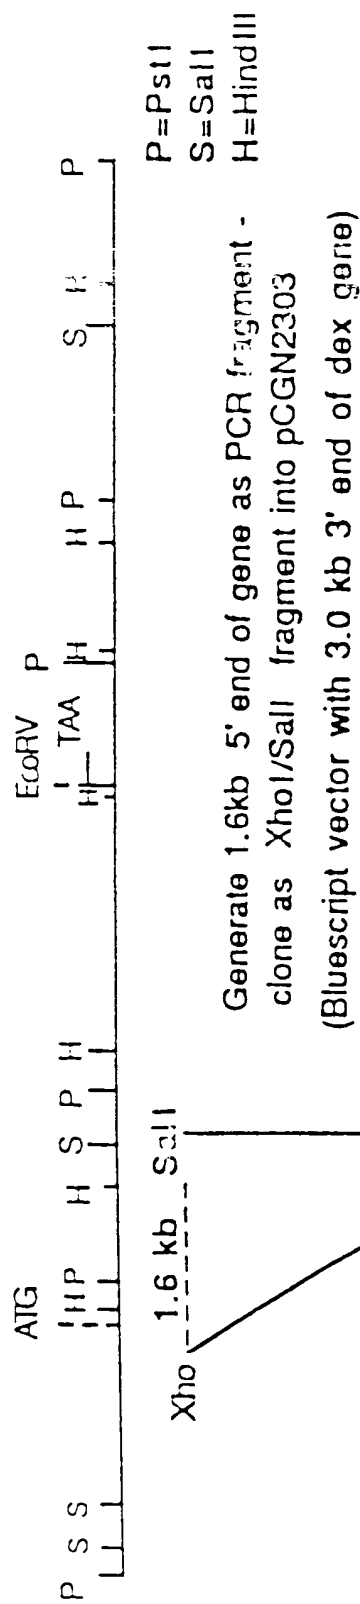 ATG EcoRV
TAA P
P S S H P H S P H H H H P S H P
Xho 1.6 kb SalI
P=PstI
S=SalI
H=HindIII
Generate 1.6kb 5' end of gene as PCR fragment -
clone as XhoI/SalI fragment into pCGN2303
(Bluescript vector with 3.0 kb 3' end of dex gene)